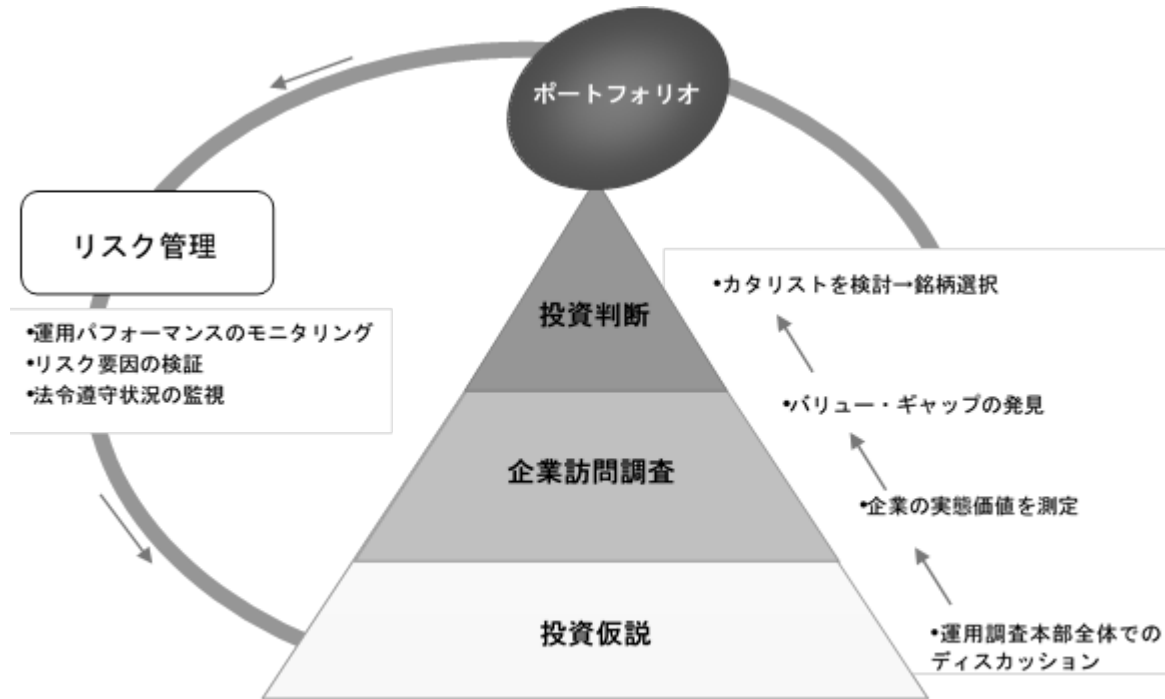 ポートフォリオ
リスク管理
•運用パフォーマンスのモニタリング
•リスク要因の検証
•法令遵守状況の監視
投資判断
企業訪問調査
投資仮説
•カタリストを検討→銘柄選択
•バリュー・ギャップの発見
•企業の実態価値を測定
•運用調査本部全体での
ディスカッション